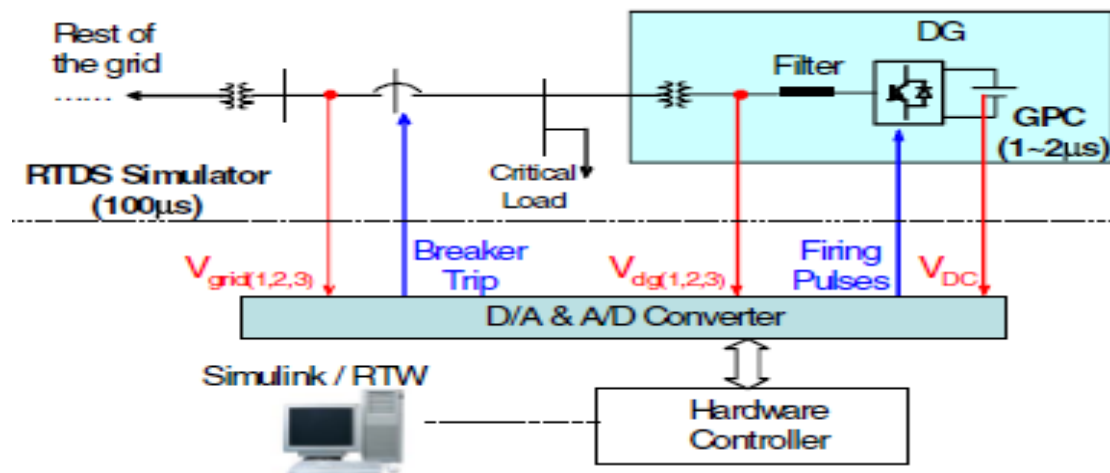 Rest of
the grid
......
DG
Filter
GPC
(1~2µs)
RTDS Simulator
(100µs)
Critical
Load
Vgrid(1,2,3)
Breaker
Trip
Vdg(1,2,3)
Firing
Pulses
VDC
D/A & A/D Converter
Simulink / RTW
Hardware
Controller